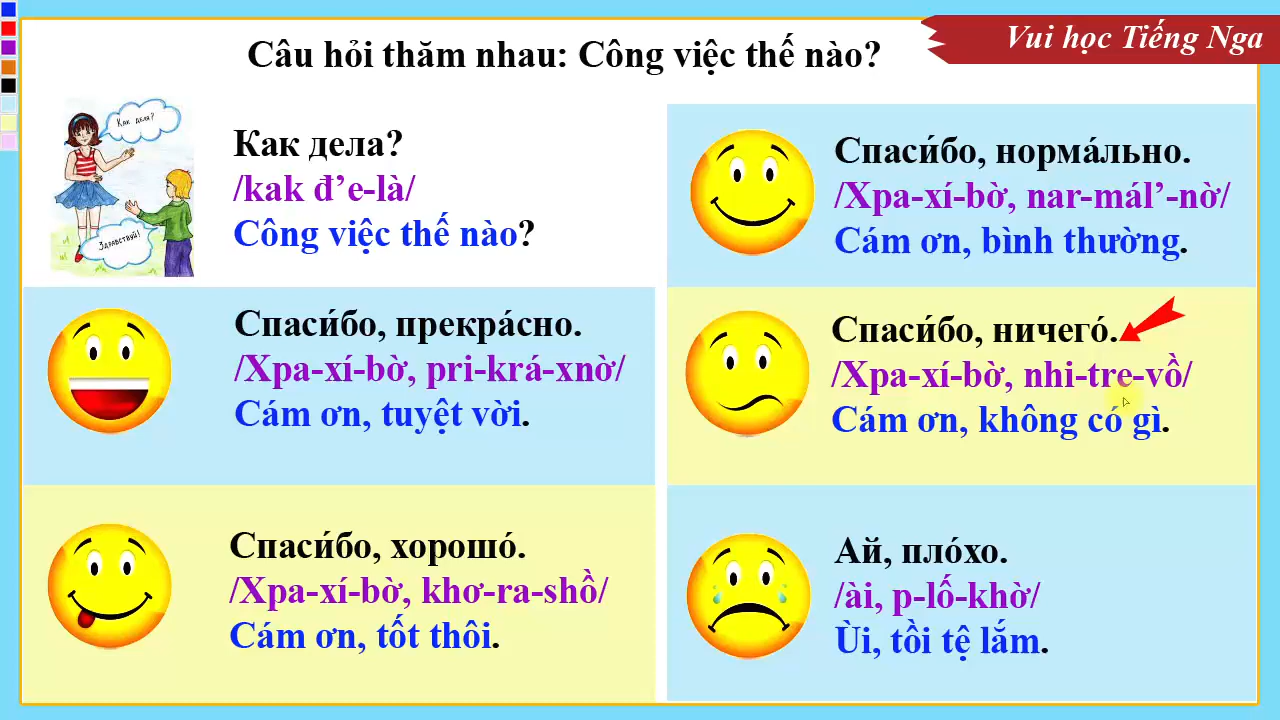 Vui học Tiếng Nga
Câu hỏi thăm nhau: Công việc thế nào?
Как дела?
Здравствуй!
Как дела?
/kak đ’e-là/
Công việc thế nào?
Спаси́бо, норма́льно.
/Xpa-xí-bờ, nar-mál’-nờ/
Cám ơn, bình thường.
Спаси́бо, прекра́сно.
/Xpa-xí-bờ, pri-krá-xnờ/
Cám ơn, tuyệt vời.
Спаси́бо, ничего́.
/Xpa-xí-bờ, nhi-tre-vồ/
Cám ơn, không có gì.
Спаси́бо, хорошо́.
/Xpa-xí-bờ, khơ-ra-shồ/
Cám ơn, tốt thôi.
Ай, пло́хо.
/ài, p-lố-khờ/
Ùi, tồi tệ lắm.